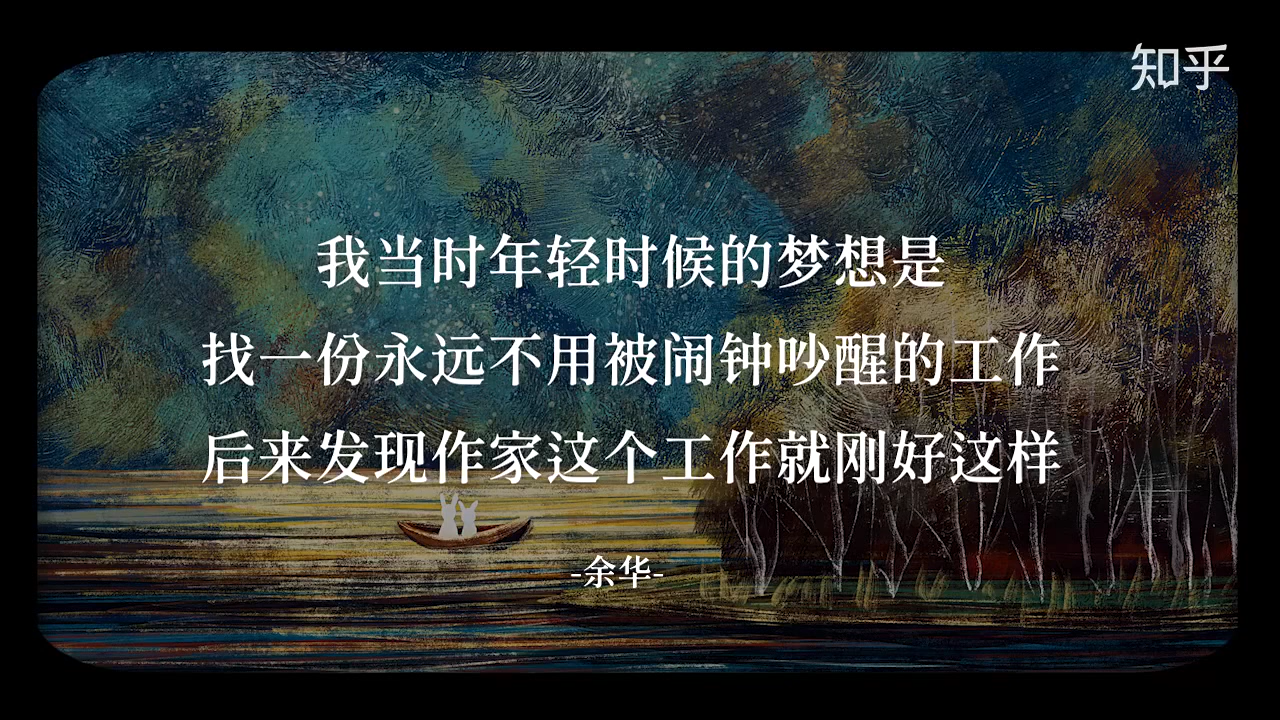 知乎
我当时年轻时候的梦想是
找一份永远不用被闹钟吵醒的工作
后来发现作家这个工作就刚好这样
-余华-